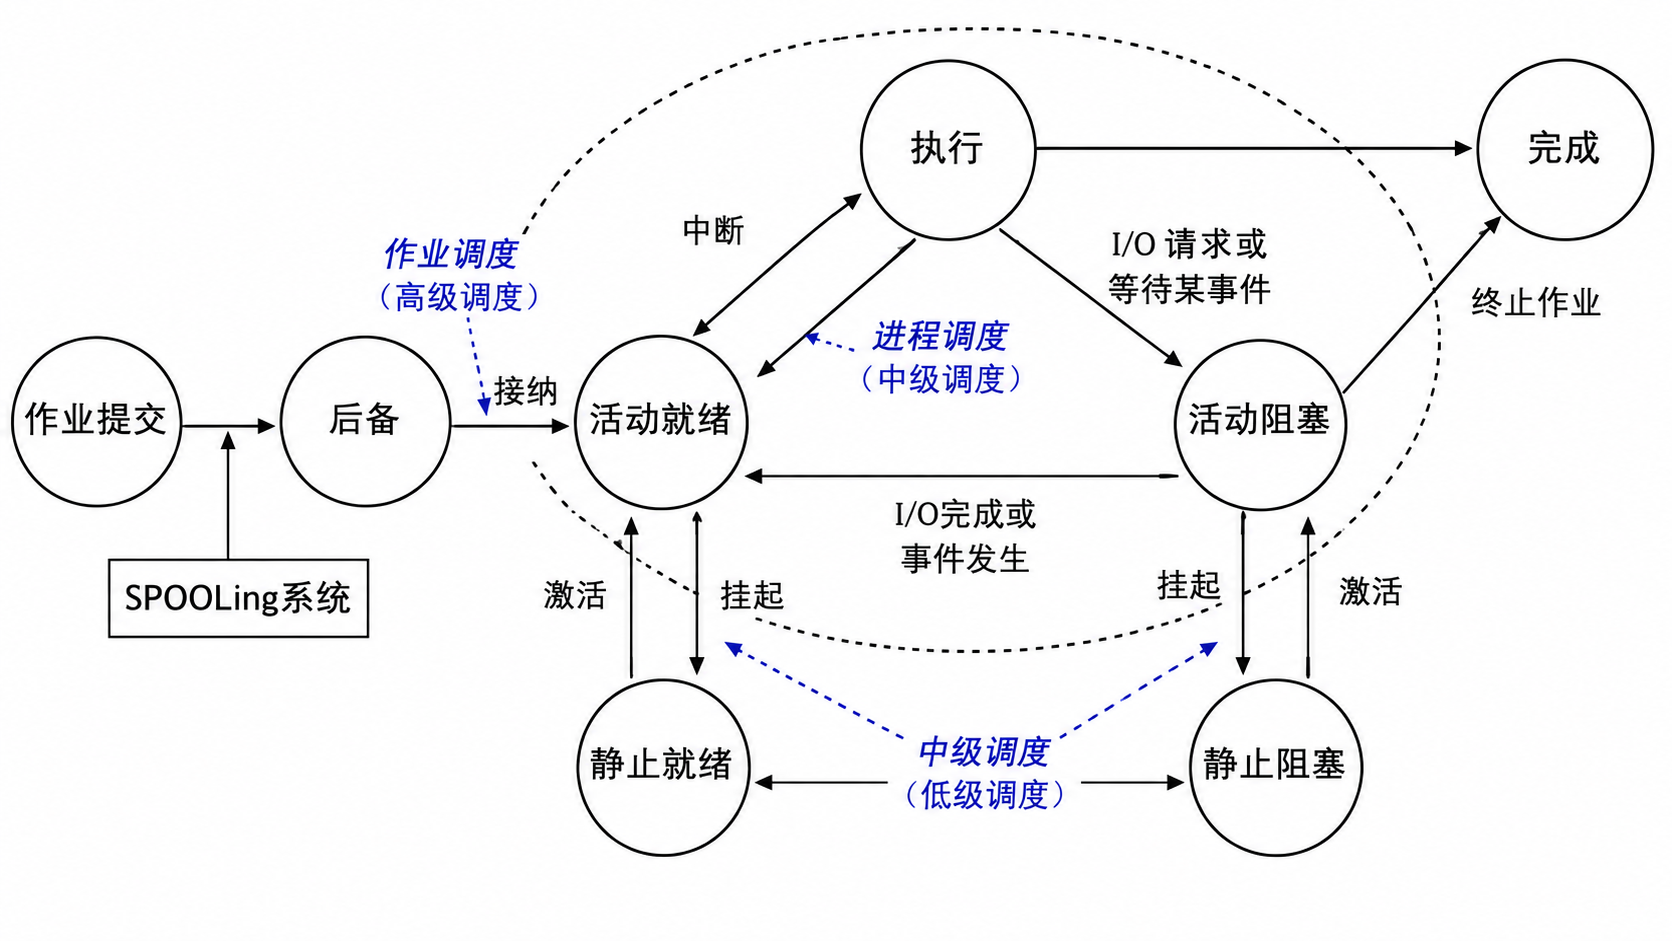 执行
完成
中断
I/O 请求或
等待某事件
作业调度
（高级调度）
终止作业
进程调度
（中级调度）
接纳
作业提交
后备
活动就绪
活动阻塞
I/O完成或
事件发生
SPOOLing系统
激活
挂起
挂起
激活
中级调度
（低级调度）
静止就绪
静止阻塞